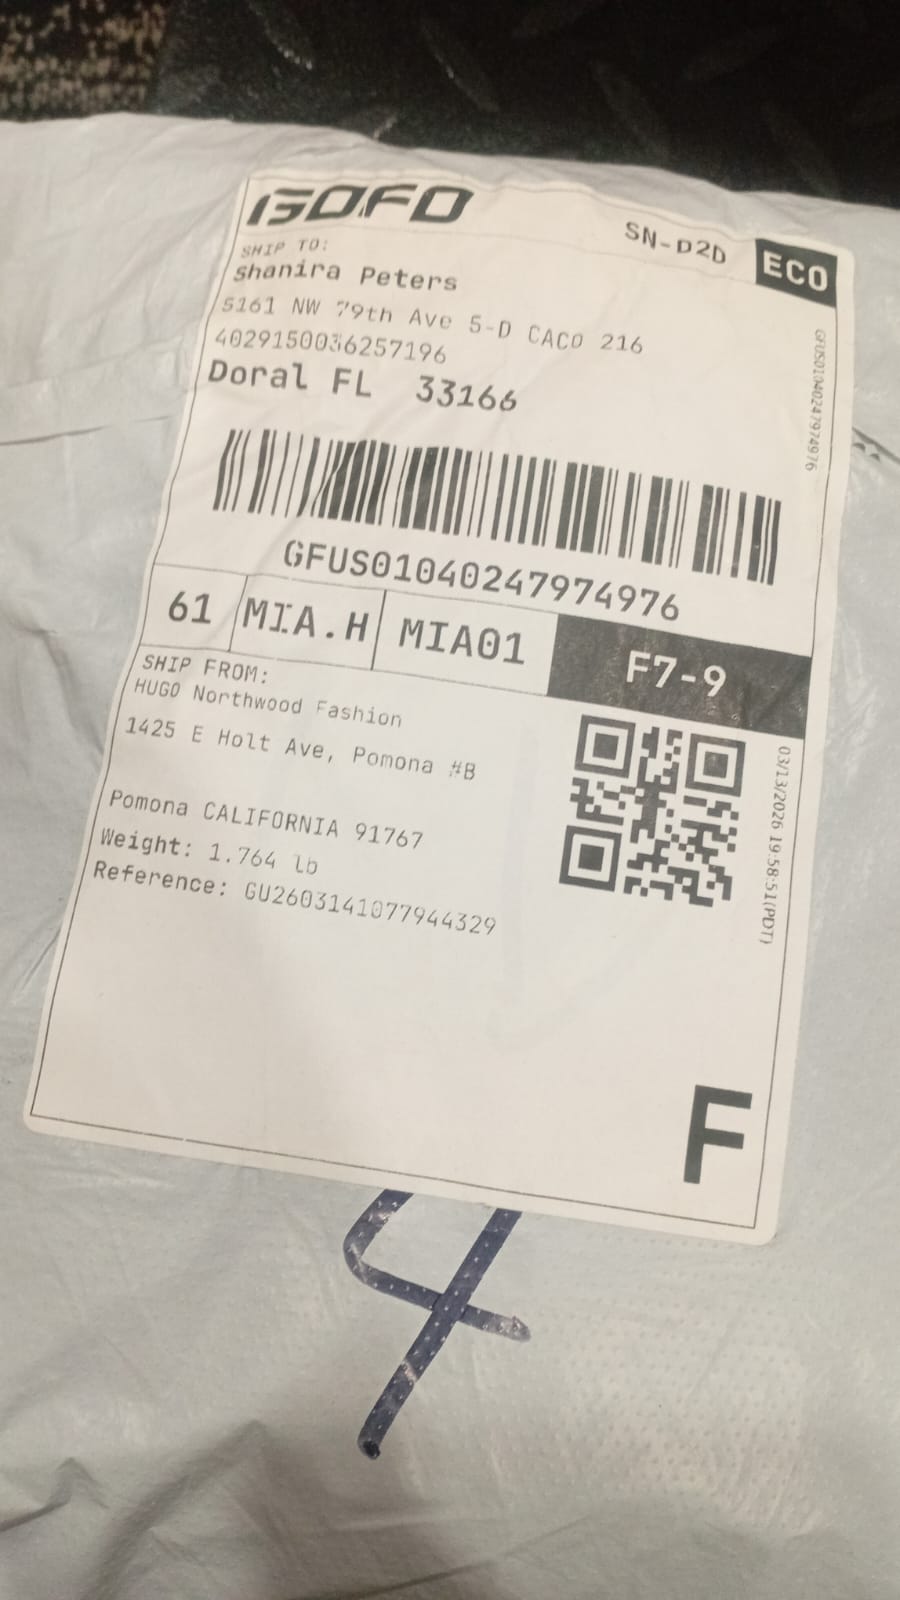 GOFO
SN-D2D
ECO
SHIP TO:
Shanira Peters
5161 NW 79th Ave 5-D CACO 216
4029150036257196
Doral FL 33166
GFUS01040247974976
GFUS01040247974976
61
MIA.H
MIA01
F7-9
SHIP FROM:
HUGO Northwood Fashion
1425 E Holt Ave, Pomona #B
Pomona CALIFORNIA 91767
Weight: 1.764 lb
Reference: GU2603141077944329
03/13/2026 19:58:51(PDT)
F
4